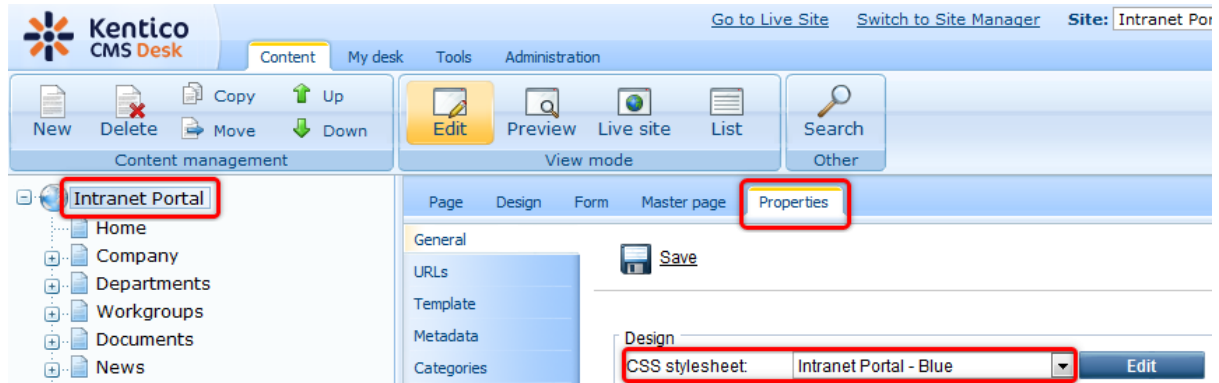 Go to Live Site Switch to Site Manager Site: Intranet Por
Kentico
CMS Desk
Content My desk Tools Administration
New Delete Copy Up
Move Down
Edit Preview Live site List Search
Content management View mode Other
Intranet Portal
Home
Company
Departments
Workgroups
Documents
News
Page Design Form Master page Properties
General
URLs
Template
Metadata
Categories
Save
Design
CSS stylesheet: Intranet Portal - Blue Edit